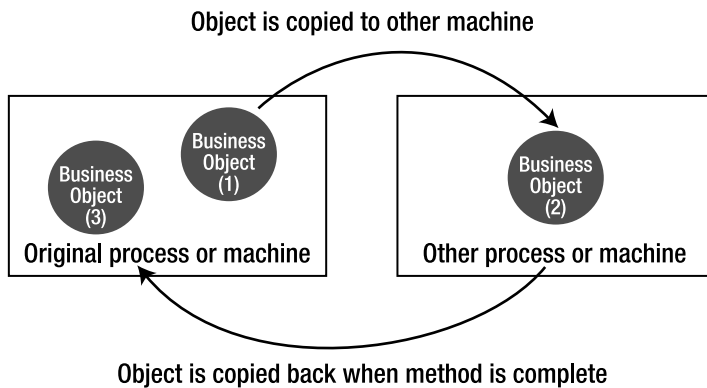 Object is copied to other machine
Business
Object
(1)
Business
Object
(3)
Original process or machine
Business
Object
(2)
Other process or machine
Object is copied back when method is complete